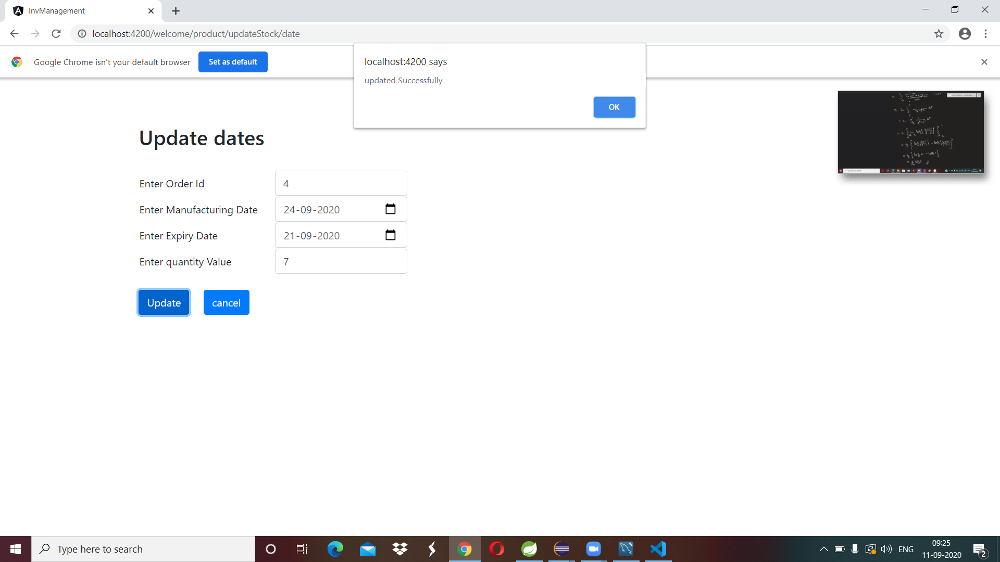 InvManagement
localhost:4200/welcome/product/updateStock/date
Google Chrome isn't your default browser
Set as default
localhost:4200 says
updated Successfully
OK
Update dates
Enter Order Id
4
Enter Manufacturing Date
24-09-2020
Enter Expiry Date
21-09-2020
Enter quantity Value
7
Update
cancel
Type here to search
ENG
09:25
11-09-2020
2